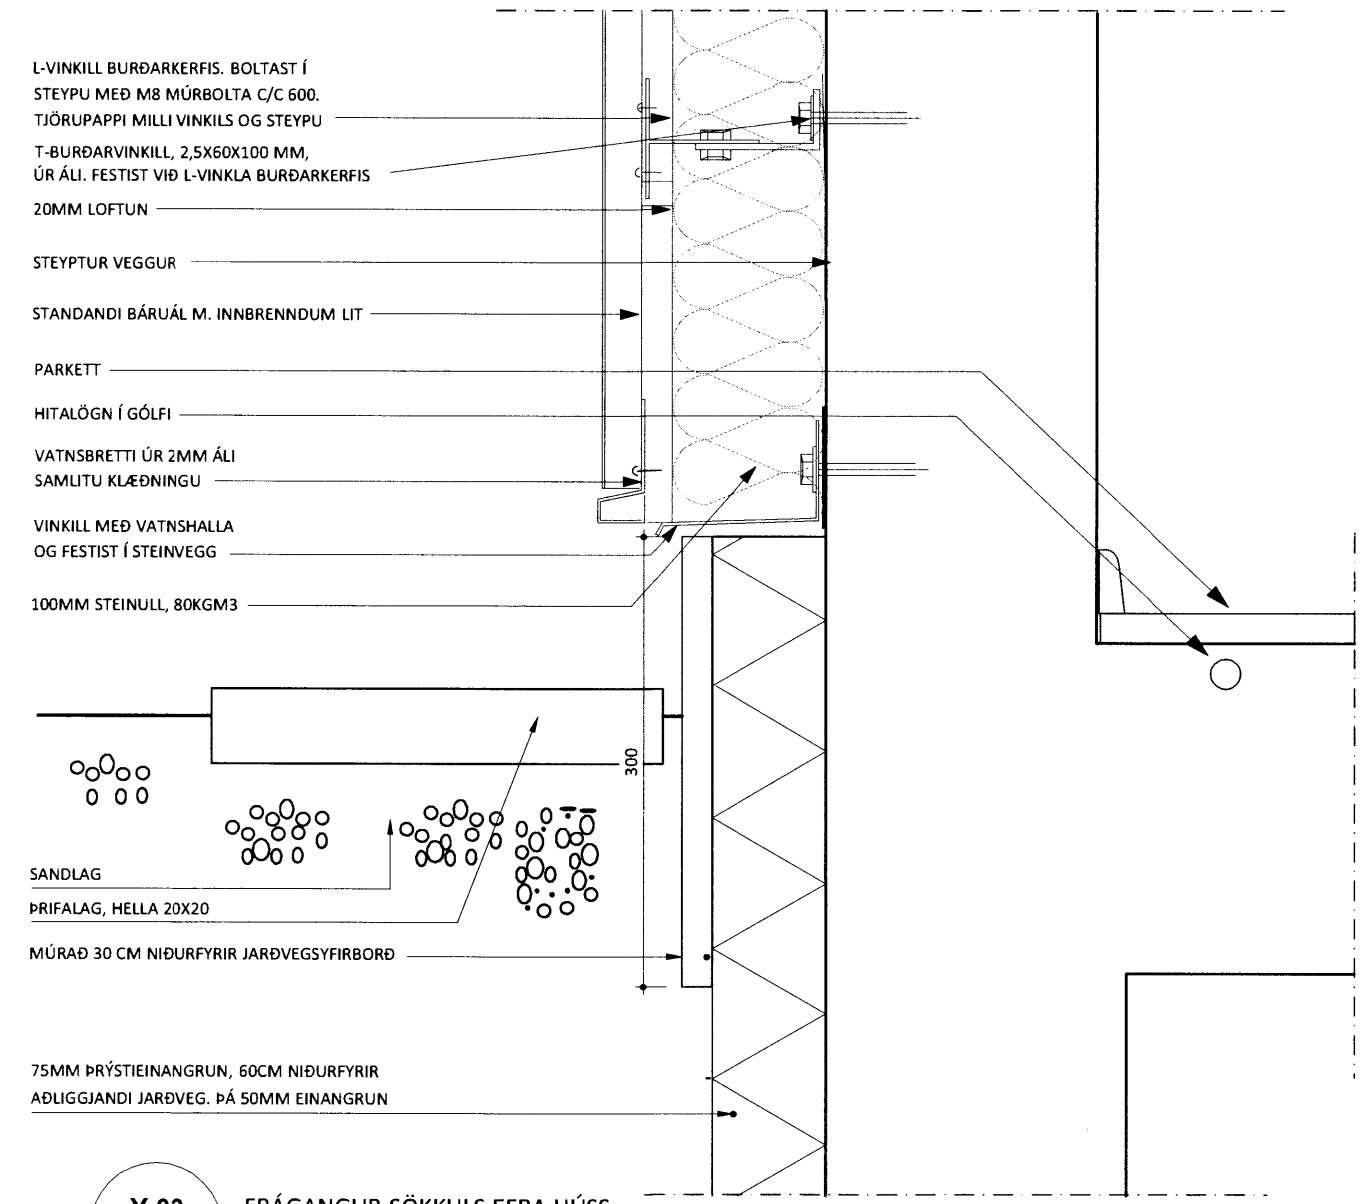 L-VINKILL BURÐARKERFIS. BOLTAST Í
STEYPU MEÐ M8 MÚRBOLTA C/C 600.
TJÖRUPAPPI MILLI VINKILS OG STEYPU
T-BURÐARVINKILL, 2,5X60X100 MM,
ÚR ÁLI. FESTIST VIÐ L-VINKLA BURÐARKERFIS
20MM LOFTUN
STEYPTUR VEGGUR
STANDANDI BÁRUÁL M. INNBRENNDUM LIT
PARKETT
HITALÖGN Í GÓLFI
VATNSBRETTI ÚR 2MM ÁLI
SAMLITU KLÆÐNINGU
VINKILL MEÐ VATNSHALLA
OG FESTIST Í STEINVEGG
100MM STEINULL, 80KGM3
300
SANDLAG
ÞRIFALAG, HELLA 20X20
MÚRAÐ 30 CM NIÐURFYRIR JARÐVEGSYFIRBORÐ
75MM ÞRÝSTIEINANGRUN, 60CM NIÐURFYRIR
AÐLIGGJANDI JARÐVEG. ÞÁ 50MM EINANGRUN
FRÁGANGUR SÖKKULS